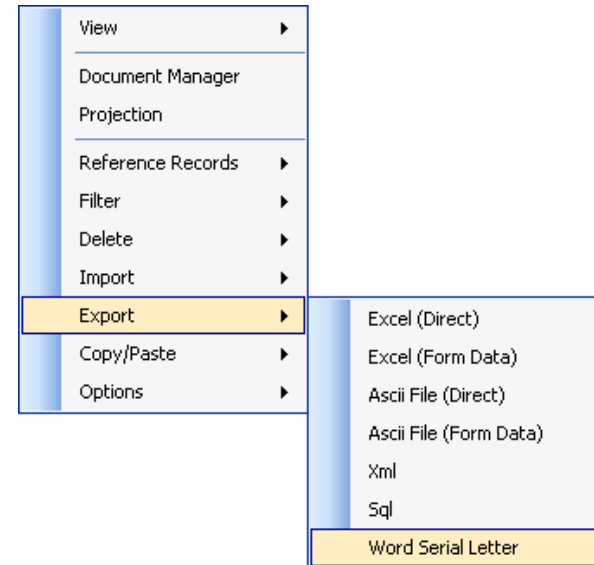 View
Document Manager
Projection
Reference Records
Filter
Delete
Import
Export
Copy/Paste
Options
Excel (Direct)
Excel (Form Data)
Ascii File (Direct)
Ascii File (Form Data)
Xml
Sql
Word Serial Letter